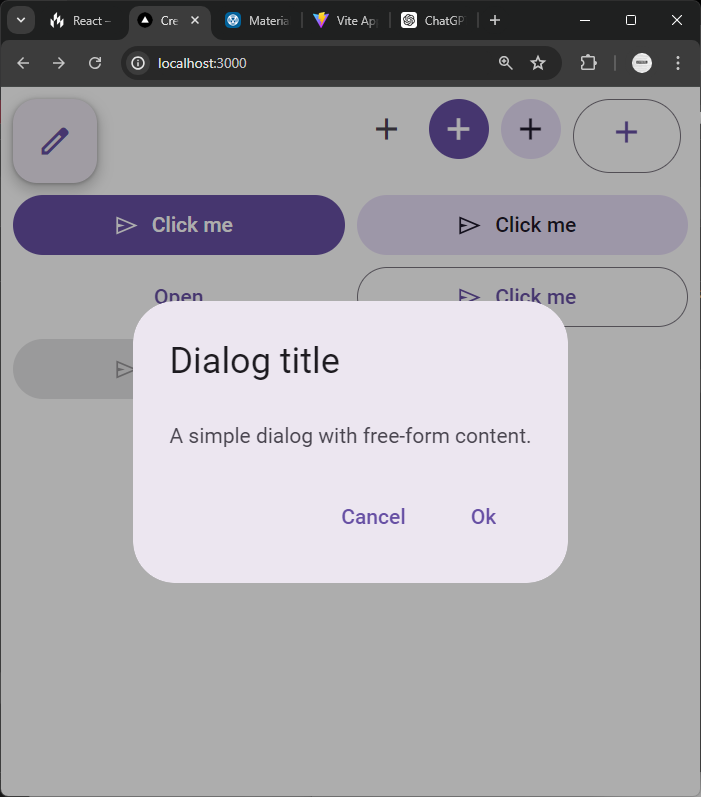 React –
Cre
Materia
Vite Ap
ChatGP
localhost:3000
Click me
Click me
Open
Click me
Dialog title
A simple dialog with free-form content.
Cancel
Ok